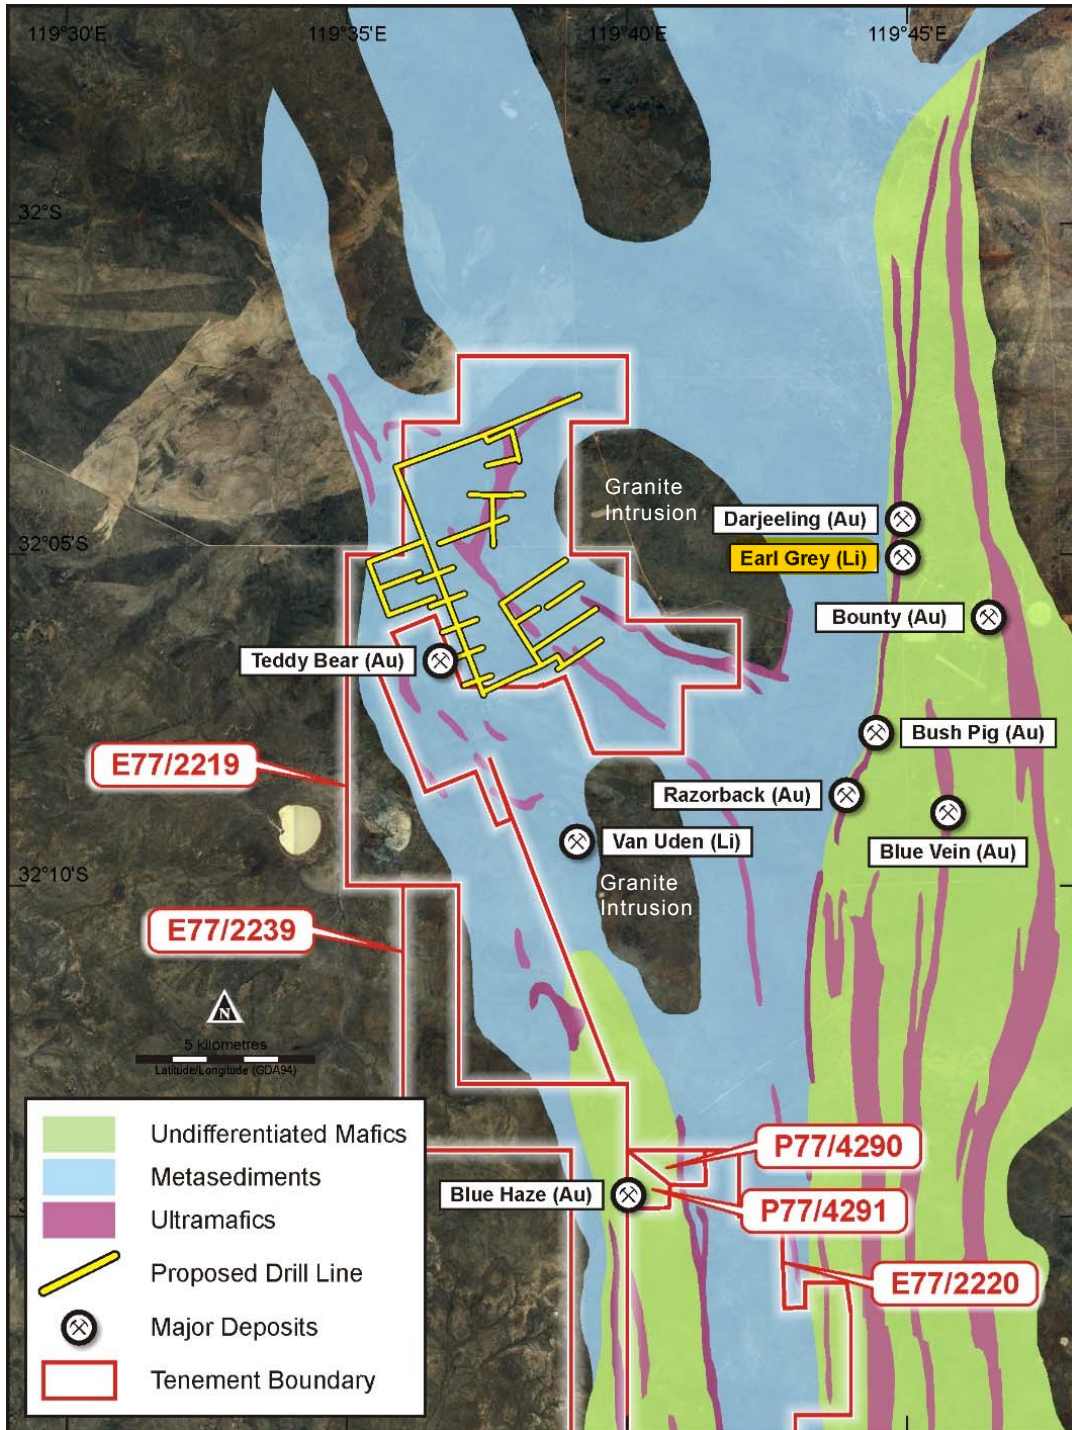 119°30'E
119°35'E
119°40'E
119°45'E
32°S
Granite
Intrusion
Darjeeling (Au)
32°05'S
Earl Grey (Li)
Bounty (Au)
Teddy Bear (Au)
Bush Pig (Au)
E77/2219
Razorback (Au)
Van Uden (Li)
Blue Vein (Au)
32°10'S
Granite
Intrusion
E77/2239
N
5 kilometres
Latitude/Longitude (GDA94)
Undifferentiated Mafics
P77/4290
Metasediments
Blue Haze (Au)
P77/4291
Ultramafics
Proposed Drill Line
E77/2220
Major Deposits
Tenement Boundary